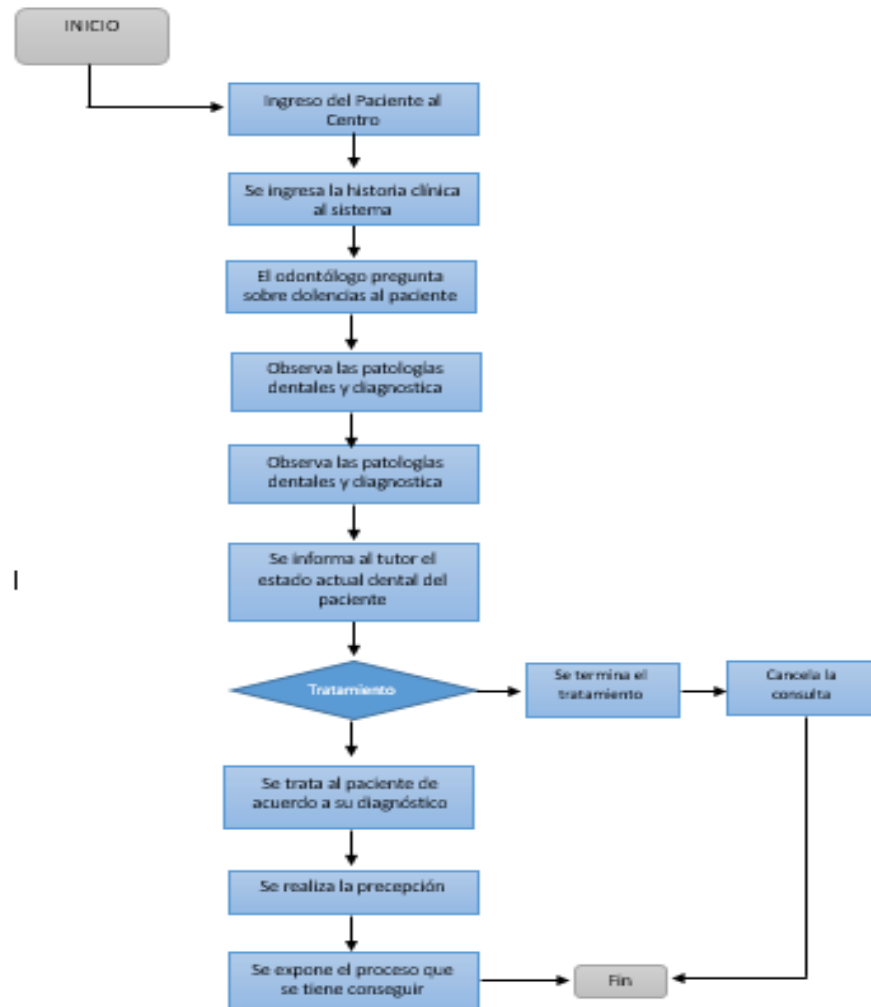 INICIO
Ingreso del Paciente al
Centro
Se ingresa la historia clínica
al sistema
El odontólogo pregunta
sobre dolencias al paciente
Observa las patologías
dentales y diagnostica
Observa las patologías
dentales y diagnostica
Se informa al tutor el
estado actual dental del
paciente
Tratamiento
Se termina el
tratamiento
Cancela la
consulta
Se trata al paciente de
acuerdo a su diagnóstico
Se realiza la precepción
Se expone el proceso que
se tiene conseguir
Fin